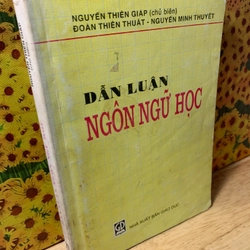 NGUYỄN THIỆN GIÁP (chủ biên)
ĐOÀN THIỆN THUẬT - NGUYỄN MINH THUYẾT
DẪN LUẬN
NGÔN NGỮ HỌC
NHÀ XUẤT BẢN GIÁO DỤC